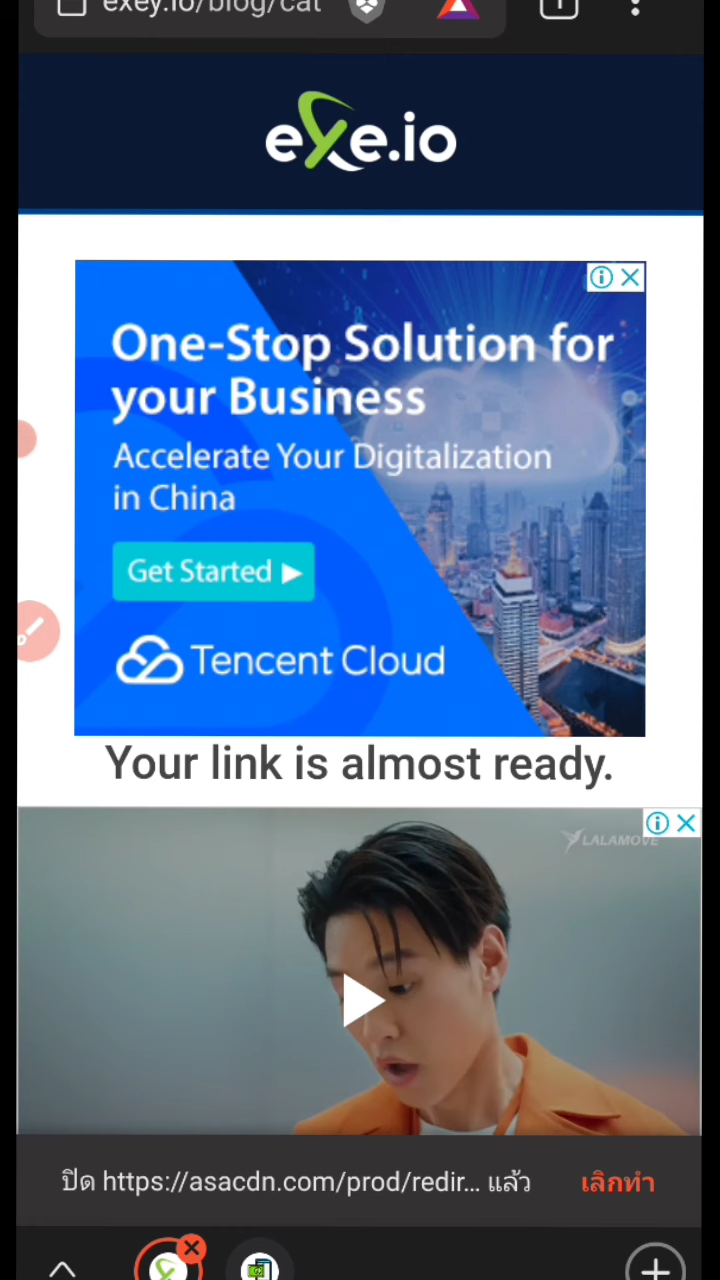 exey.io/blog/cat
1
exe.io
One-Stop Solution for
your Business
Accelerate Your Digitalization
in China
Get Started
Tencent Cloud
Your link is almost ready.
LALAMOVE
ปิด https://asacdn.com/prod/redir... แล้ว
เลิกทำ